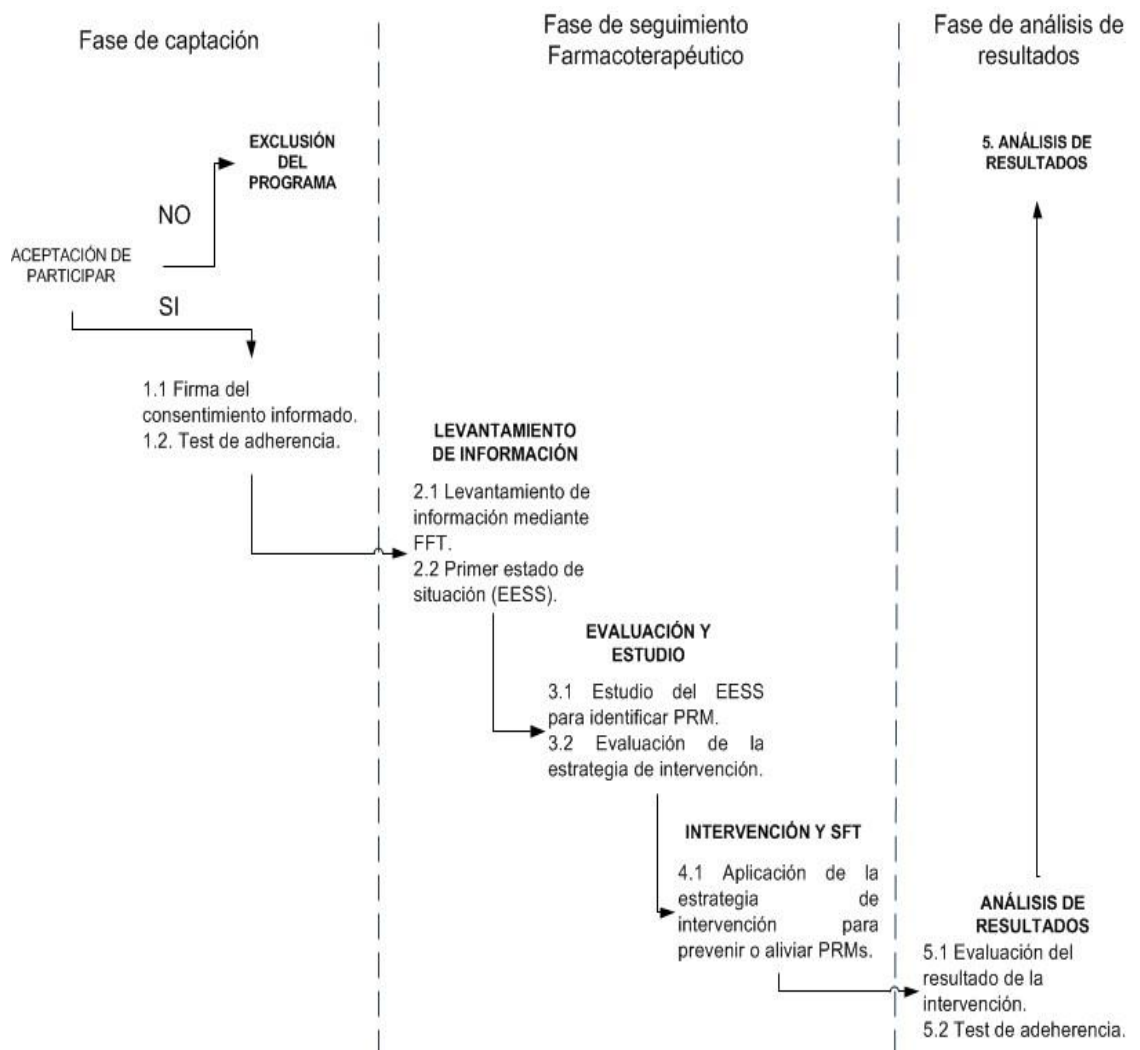 Fase de captación
Fase de seguimiento
Farmacoterapéutico
Fase de análisis de
resultados
EXCLUSIÓN
DEL
PROGRAMA
5. ANÁLISIS DE
RESULTADOS
NO
ACEPTACIÓN DE
PARTICIPAR
SI
1.1 Firma del
consentimiento informado.
1.2. Test de adherencia.
LEVANTAMIENTO
DE INFORMACIÓN
2.1 Levantamiento de
información mediante
FFT.
2.2 Primer estado de
situación (EESS).
EVALUACIÓN Y
ESTUDIO
3.1 Estudio del EESS
para identificar PRM.
3.2 Evaluación de la
estrategia de intervención.
INTERVENCIÓN Y SFT
4.1 Aplicación de la
estrategia de
intervención para
prevenir o aliviar PRMs.
ANÁLISIS DE
RESULTADOS
5.1 Evaluación del
resultado de la
intervención.
5.2 Test de adeherencia.